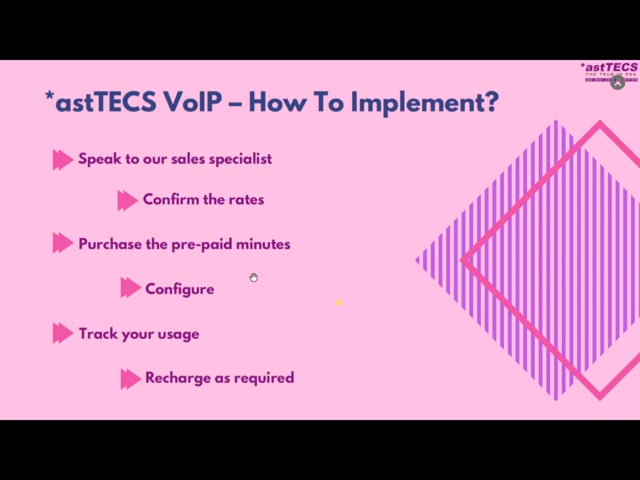 *astTECS
*astTECS VoIP – How To Implement?
Speak to our sales specialist
Confirm the rates
Purchase the pre-paid minutes
Configure
Track your usage
Recharge as required